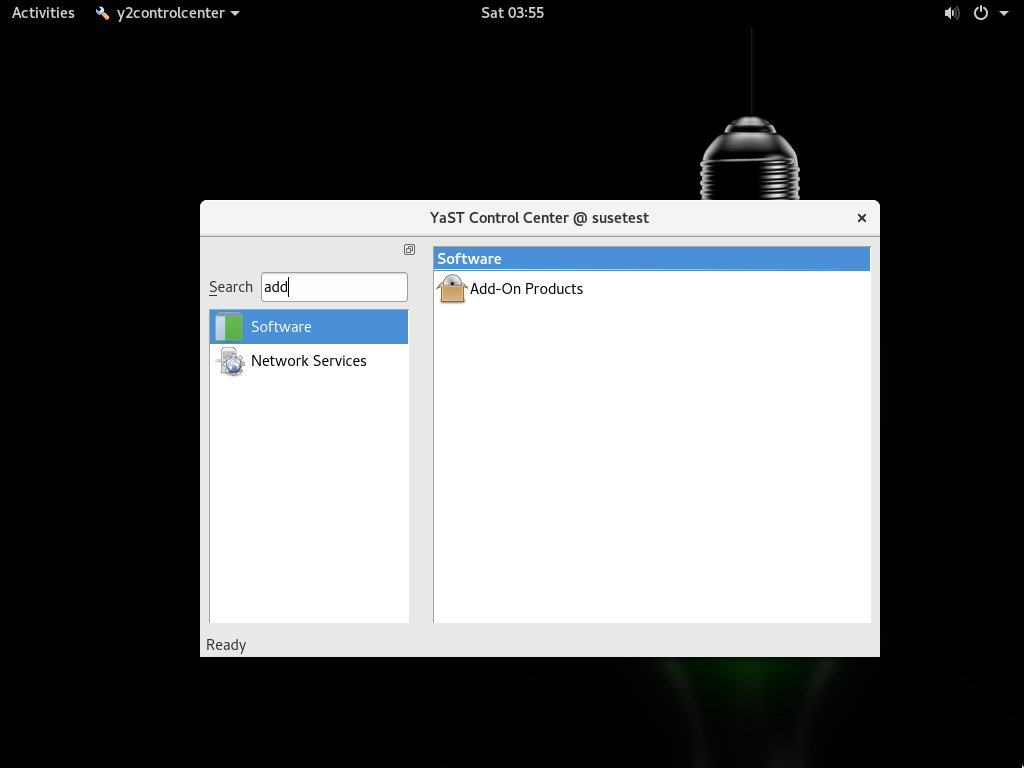 Activities y2controlcenter Sat 03:55
YaST Control Center @ susetest
Search add
Software
Network Services
Software
Add-On Products
Ready